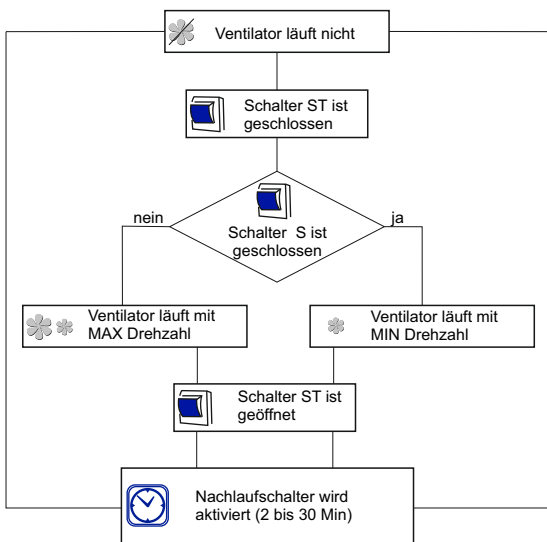 Ventilator läuft nicht
Schalter ST ist
geschlossen
nein
ja
Schalter S ist
geschlossen
Ventilator läuft mit
MAX Drehzahl
Ventilator läuft mit
MIN Drehzahl
Schalter ST ist
geöffnet
Nachlaufschalter wird
aktiviert (2 bis 30 Min)